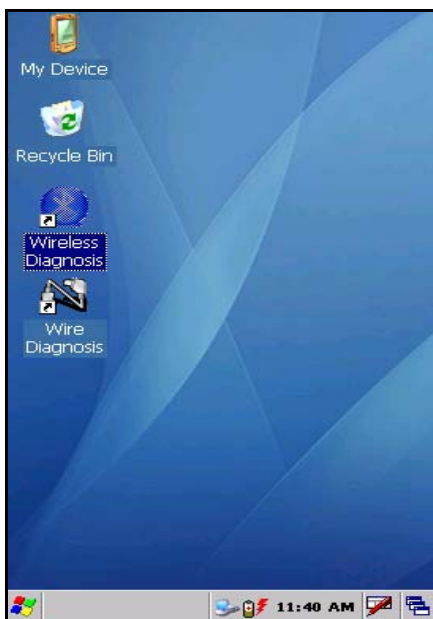 My Device
Recycle Bin
Wireless
Diagnosis
Wire
Diagnosis
11:40 AM